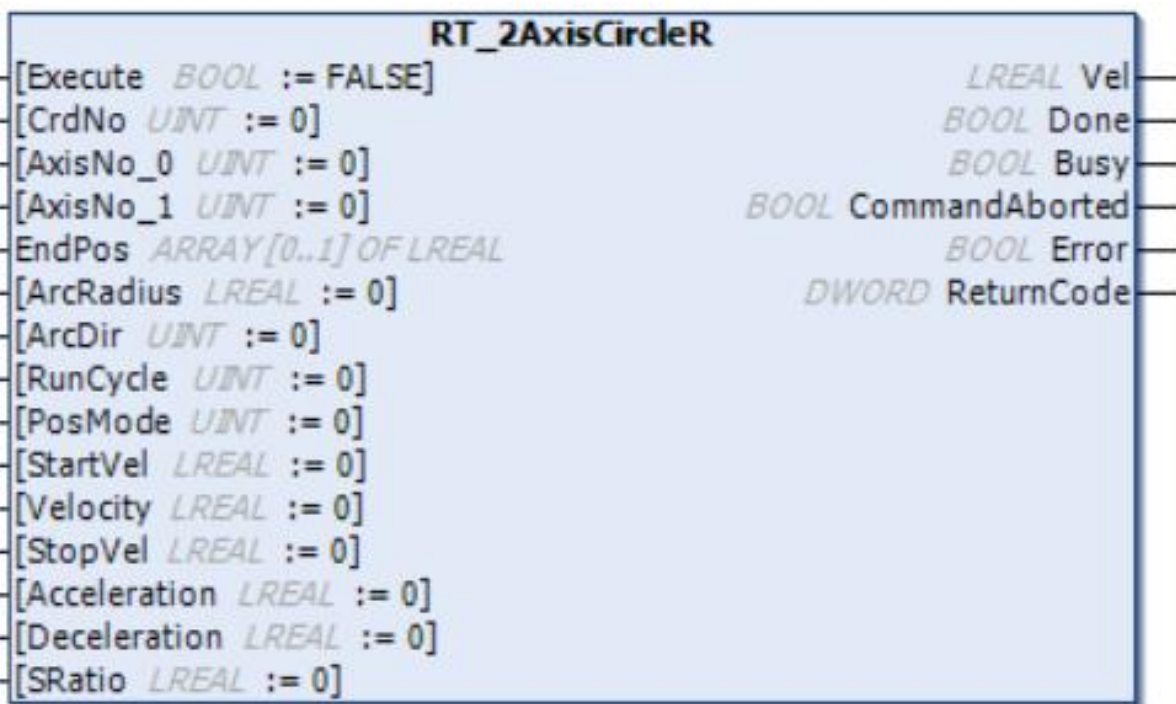 RT_2AxisCircleR
[Execute BOOL := FALSE] LREAL Vel
[CrdNo UINT := 0] BOOL Done
[AxisNo_0 UINT := 0] BOOL Busy
[AxisNo_1 UINT := 0] BOOL CommandAborted
EndPos ARRAY[0..1] OF LREAL BOOL Error
[ArcRadius LREAL := 0] DWORD ReturnCode
[ArcDir UINT := 0]
[RunCycle UINT := 0]
[PosMode UINT := 0]
[StartVel LREAL := 0]
[Velocity LREAL := 0]
[StopVel LREAL := 0]
[Acceleration LREAL := 0]
[Deceleration LREAL := 0]
[SRatio LREAL := 0]